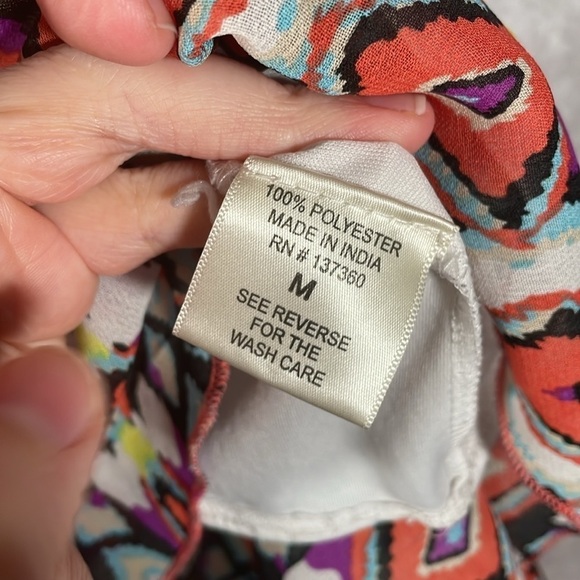 100% POLYESTER
MADE IN INDIA
RN # 137360
M
SEE REVERSE
FOR THE
WASH CARE